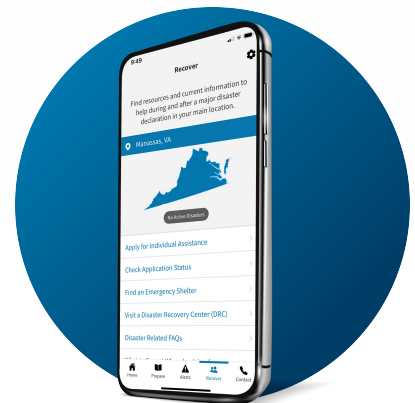 9:49
Recover
Find resources and current information to
help during and after a major disaster
declaration in your main location.
Manassas, VA
No Active Disasters
Apply for Individual Assistance
Check Application Status
Find an Emergency Shelter
Visit a Disaster Recovery Center (DRC)
Disaster Related FAQs
Home
Prepare
Alerts
Recover
Contact